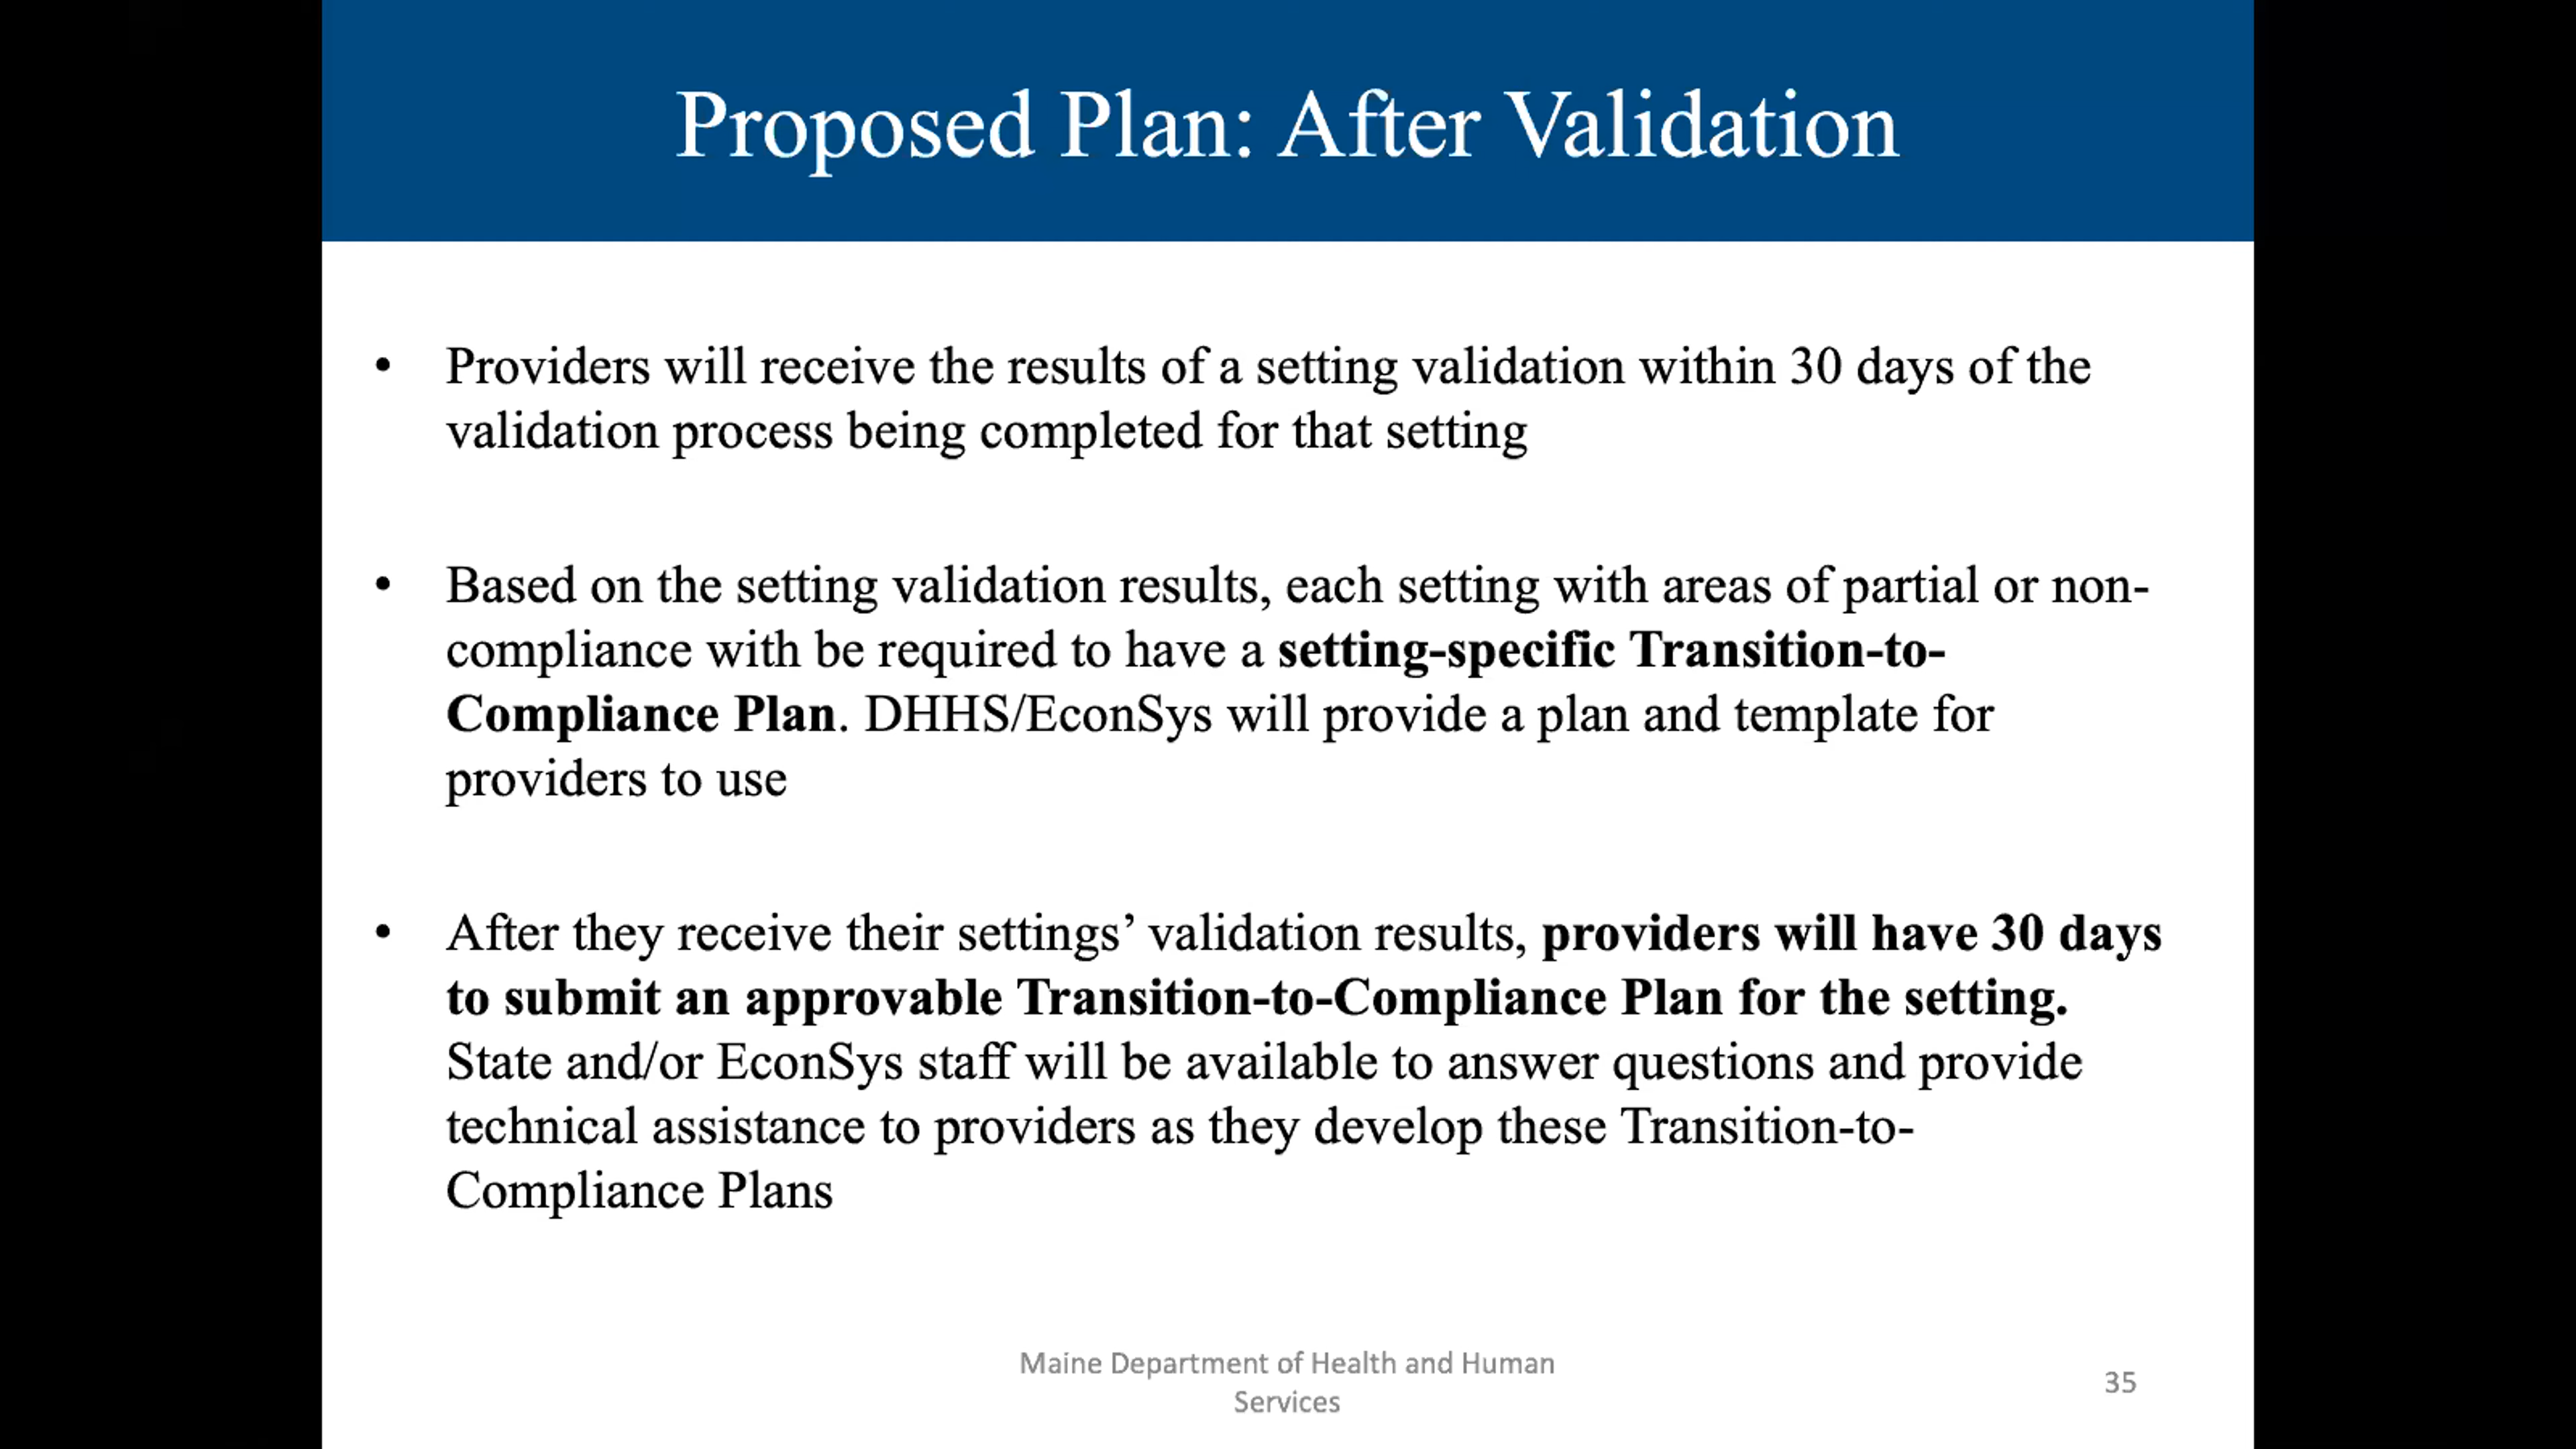 Proposed Plan: After Validation
• Providers will receive the results of a setting validation within 30 days of the
validation process being completed for that setting
• Based on the setting validation results, each setting with areas of partial or non-
compliance with be required to have a setting-specific Transition-to-
Compliance Plan. DHHS/EconSys will provide a plan and template for
providers to use
• After they receive their settings’ validation results, providers will have 30 days
to submit an approvable Transition-to-Compliance Plan for the setting.
State and/or EconSys staff will be available to answer questions and provide
technical assistance to providers as they develop these Transition-to-
Compliance Plans
Maine Department of Health and Human
Services
35